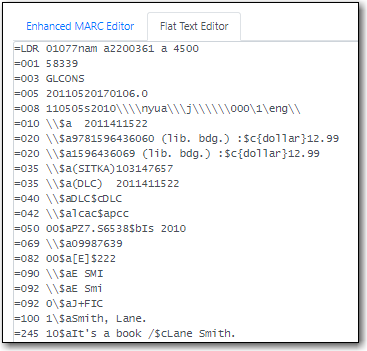 Enhanced MARC Editor Flat Text Editor
=LDR 01077nam a2200361 a 4500
=001 58339
=003 GLCONS
=005 20110520170106.0
=008 110505s2010\\\\nyua\\\j\\\\\\000\1\eng\\
=010 \\$a  2011411522
=020 \\$a9781596436060 (lib. bdg.) :$c{dollar}12.99
=020 \\$a1596436069 (lib. bdg.) :$c{dollar}12.99
=035 \\$a(SITKA)103147657
=035 \\$a(DLC)  2011411522
=040 \\$aDLC$cDLC
=042 \\$alcac$apcc
=050 00$aPZ7.S6538$bIs 2010
=069 \\$a09987639
=082 00$a[E]$222
=090 \\$aE SMI
=092 \\$aE Smi
=092 0\$aJ+FIC
=100 1\$aSmith, Lane.
=245 10$aIt's a book /$cLane Smith.